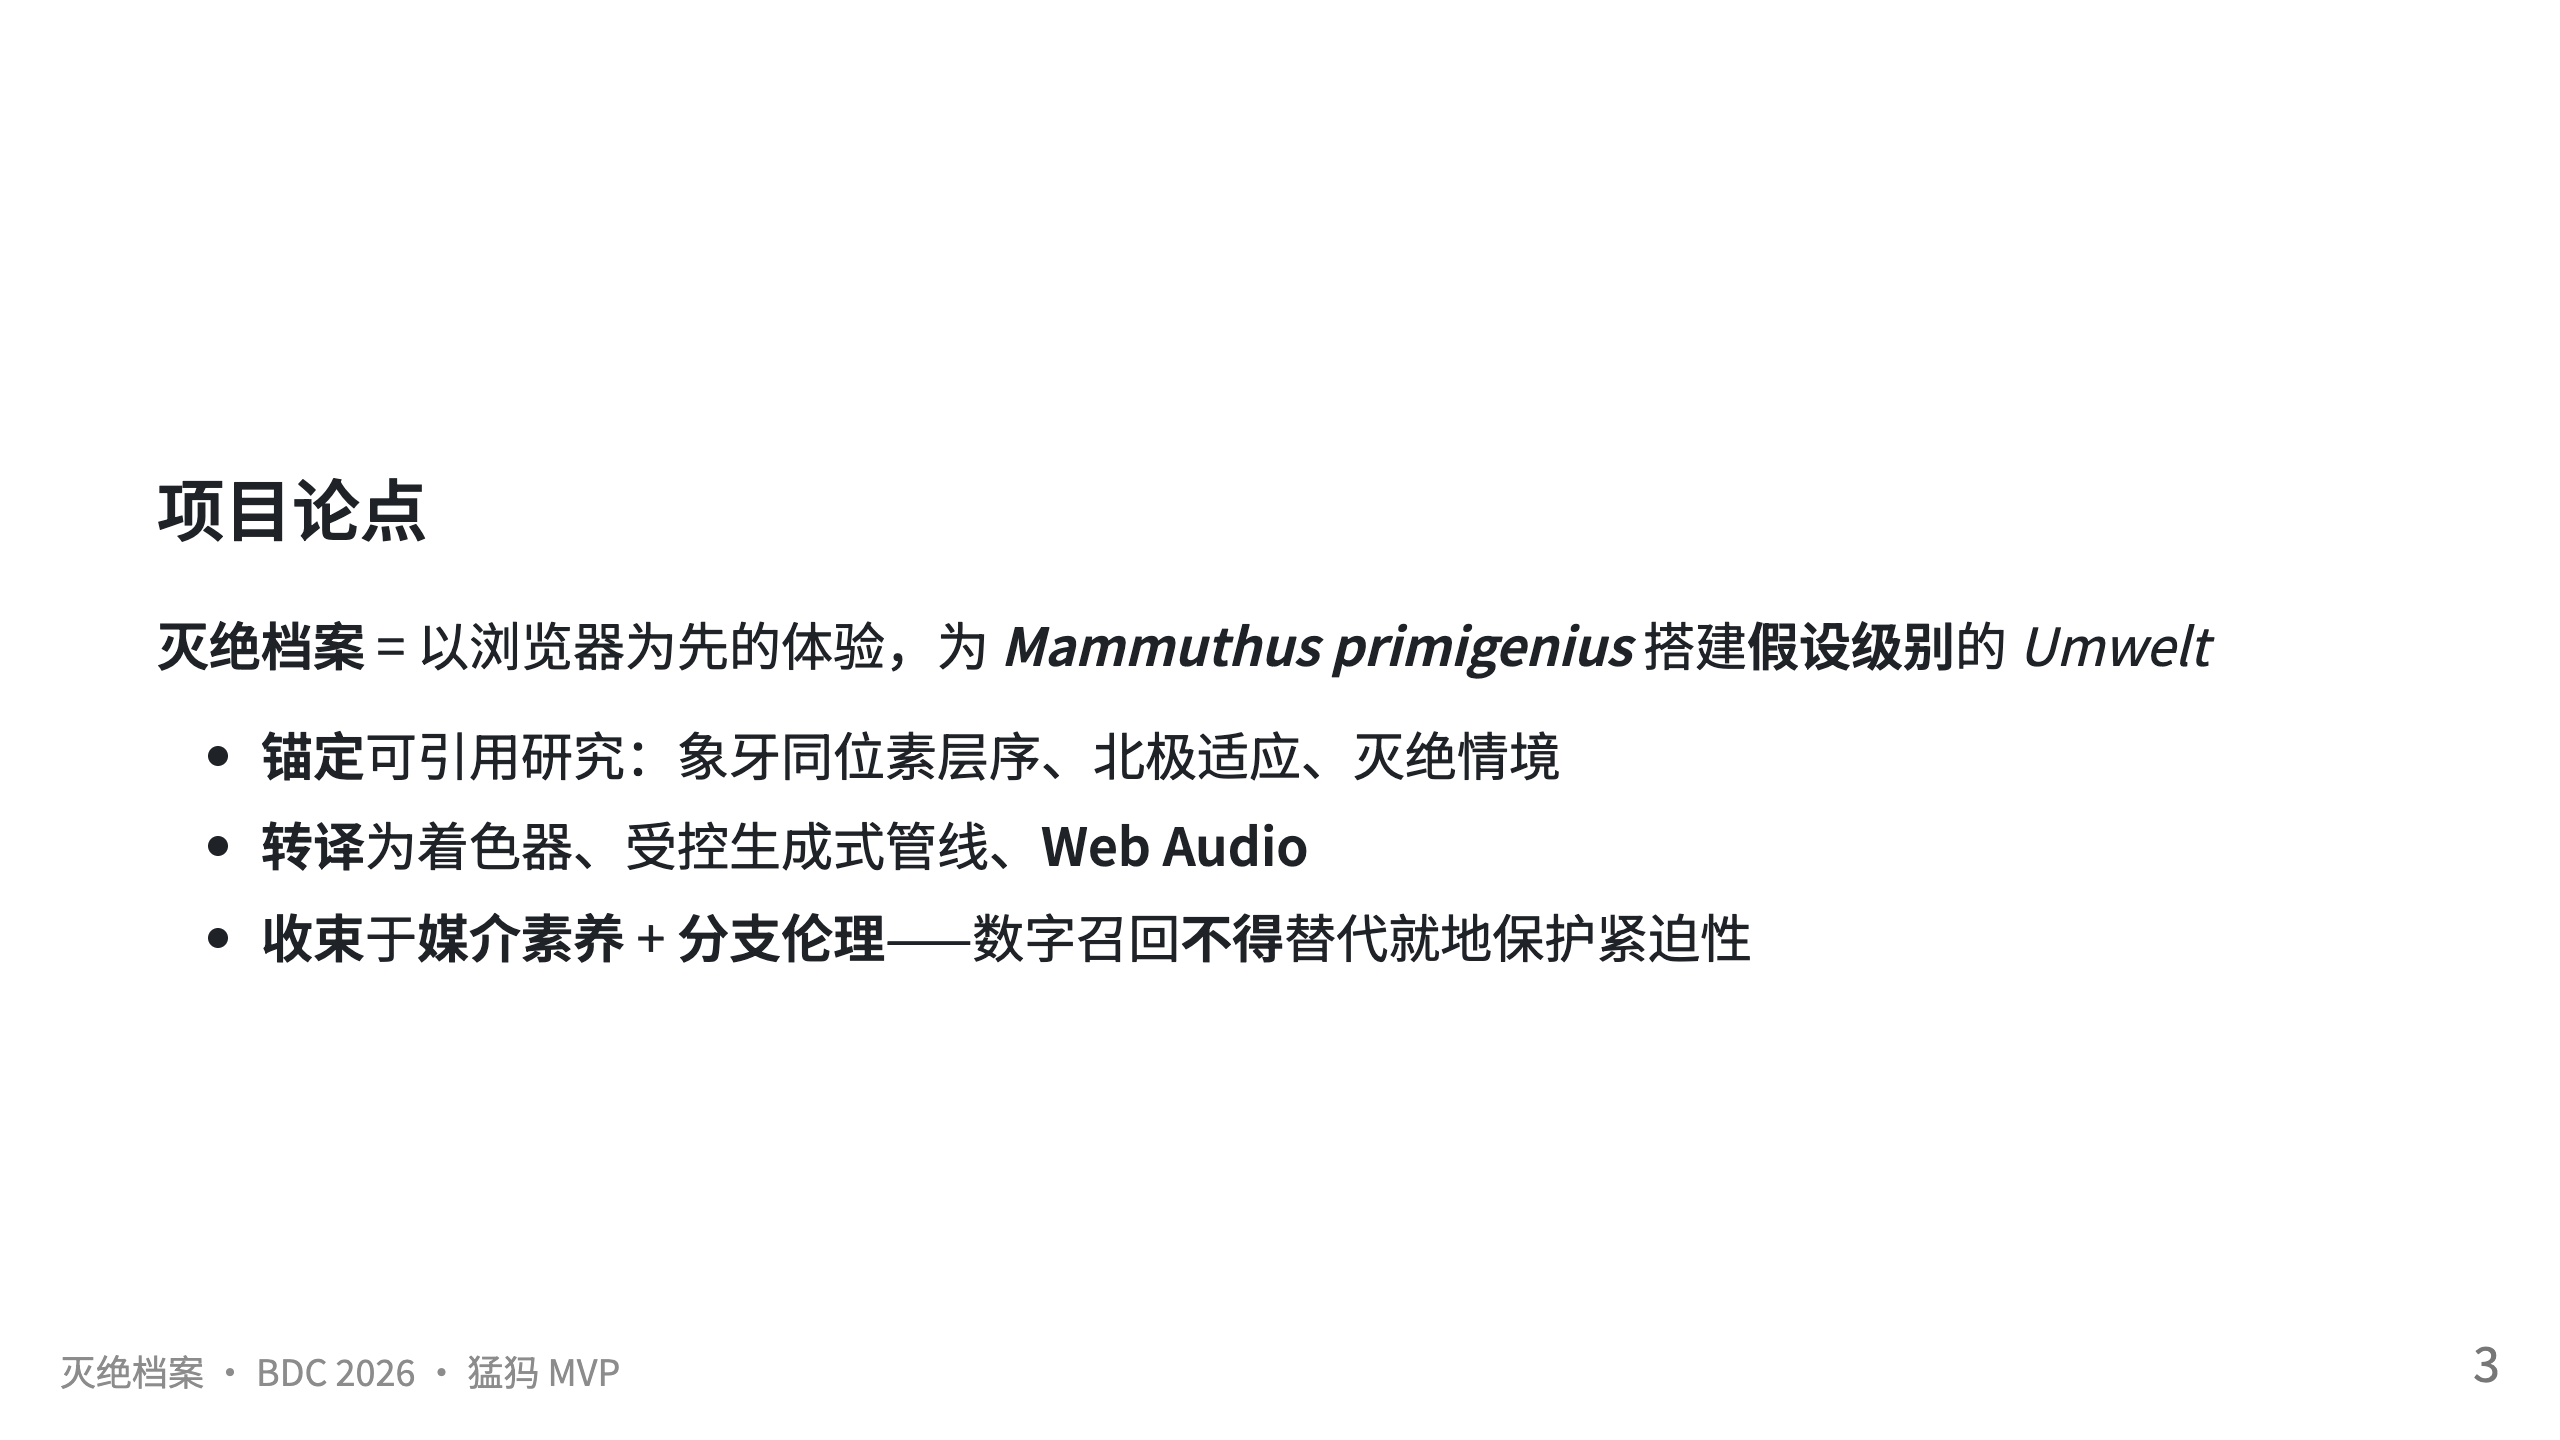 项目论点
灭绝档案 = 以浏览器为先的体验，为 Mammuthus primigenius 搭建假设级别的 Umwelt
• 锚定可引用研究：象牙同位素层序、北极适应、灭绝情境
• 转译为着色器、受控生成式管线、Web Audio
• 收束于媒介素养 + 分支伦理——数字召回不得替代就地保护紧迫性
灭绝档案 · BDC 2026 · 猛犸 MVP
3